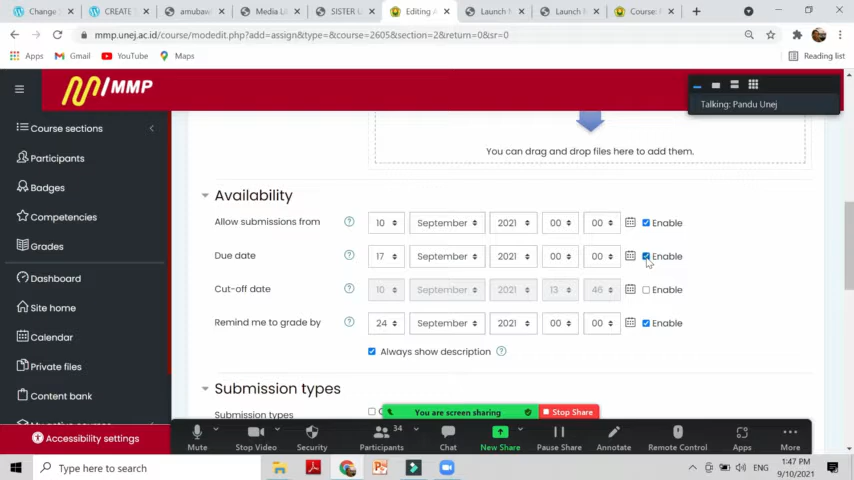 Change
CREATE
amubaw
Media Li
SISTER U
Editing A
Launch
Launch M
Course:
mmp.unej.ac.id/course/modedit.php?add=assign&type=&course=2605&section=2&return=0&sr=0
Apps Gmail YouTube Maps Reading list
MMP
Talking: Pandu Unej
Course sections
Participants
Badges
Competencies
Grades
Dashboard
Site home
Calendar
Private files
Content bank
Accessibility settings
You can drag and drop files here to add them.
Availability
Allow submissions from ? 10 September 2021 00 00 Enable
Due date ? 17 September 2021 00 00 Enable
Cut-off date ? 10 September 2021 13 46 Enable
Remind me to grade by ? 24 September 2021 00 00 Enable
Always show description ?
Submission types
Submission types
You are screen sharing Stop Share
34
Mute Stop Video Security Participants Chat New Share Pause Share Annotate Remote Control Apps More
Type here to search
ENG
1:47 PM
9/10/2021